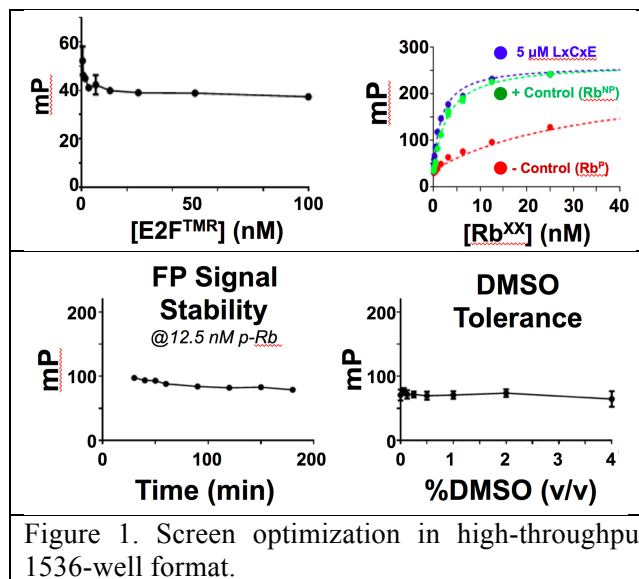 60
40
20
0
mP
0
50
100
[E2F^TMR] (nM)
300
200
100
0
mP
5 µM LxCxE
+ Control (Rb^NP)
- Control (Rb^P)
0
10
20
30
40
[Rb^XX] (nM)
FP Signal
Stability
@12.5 nM p-Rb
200
100
0
mP
0
100
200
Time (min)
DMSO
Tolerance
200
100
0
mP
0
1
2
3
4
%DMSO (v/v)
Figure 1. Screen optimization in high-throughpu
1536-well format.